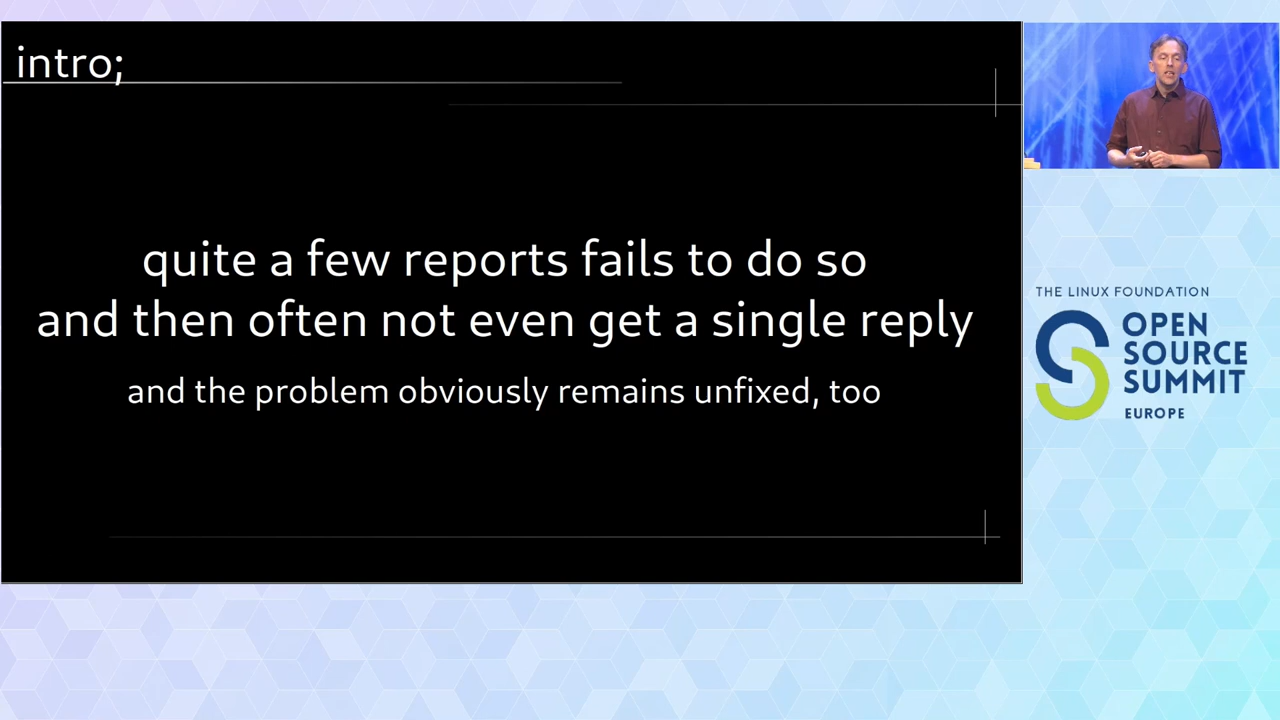 intro;
quite a few reports fails to do so
and then often not even get a single reply
and the problem obviously remains unfixed, too
THE LINUX FOUNDATION
OPEN
SOURCE
SUMMIT
EUROPE